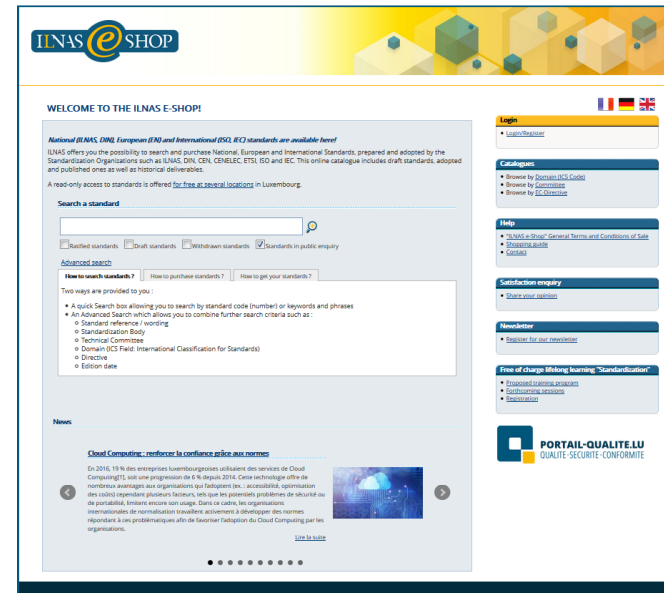 ILNAS e SHOP
WELCOME TO THE ILNAS E-SHOP!
National (ILNAS, DIN), European (EN) and International (ISO, IEC) standards are available here!
ILNAS offers you the possibility to search and purchase National, European and International Standards, prepared and adopted by the
Standardization Organizations such as ILNAS, DIN, CEN, CENELEC, ETSI, ISO and IEC. This online catalogue includes draft standards, adopted
and published ones as well as historical deliverables.
A read-only access to standards is offered for free at several locations in Luxembourg.
Search a standard
Ratified standards Draft standards Withdrawn standards Standards in public enquiry
Advanced search
How to search standards ? How to purchase standards ? How to get your standards ?
Two ways are provided to you :
• A quick Search box allowing you to search by standard code (number) or keywords and phrases
• An Advanced Search which allows you to combine further search criteria such as :
Standard reference / wording
Standardization Body
Technical Committee
Domain (ICS Field: International Classification for Standards)
Directive
Edition date
News
Cloud Computing : renforcer la confiance grâce aux normes
En 2016, 19 % des entreprises luxembourgeoises utilisaient des services de Cloud
Computing[1], soit une progression de 6 % depuis 2014. Cette technologie offre de
nombreux avantages aux organisations qui l'adoptent (ex. : accessibilité, optimisation
des coûts) cependant plusieurs facteurs, tels que les potentiels problèmes de sécurité ou
de portabilité, limitent encore son usage. Dans ce cadre, les organisations
internationales de normalisation travaillent activement à développer des normes
répondant à ces problématiques afin de favoriser l'adoption du Cloud Computing par les
organisations.
Lire la suite
Login
• Login/Register
Catalogues
• Browse by Domain (ICS Code)
• Browse by Committee
• Browse by EC-Directive
Help
• "ILNAS e-Shop" General Terms and Conditions of Sale
• Shopping guide
• Contact
Satisfaction enquiry
• Share your opinion
Newsletter
• Register for our newsletter
Free of charge lifelong learning "Standardization"
• Proposed training program
• Forthcoming sessions
• Registration
PORTAIL-QUALITE.LU
QUALITE·SECURITE·CONFORMITE